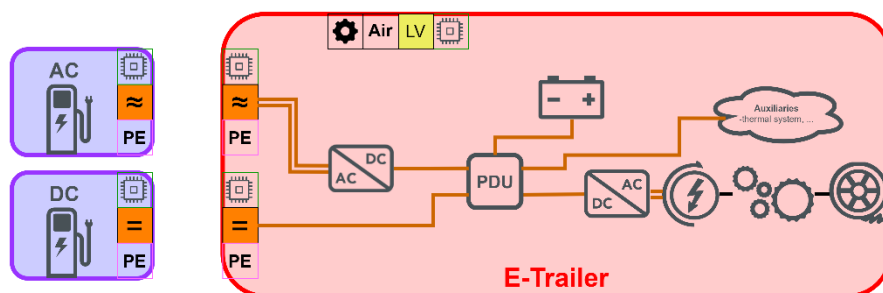 Air LV
AC
≈ ≈
PE PE
DC
AC
PDU
Auxiliaries
-thermal system, ...
DC
= =
PE PE
AC
DC
E-Trailer